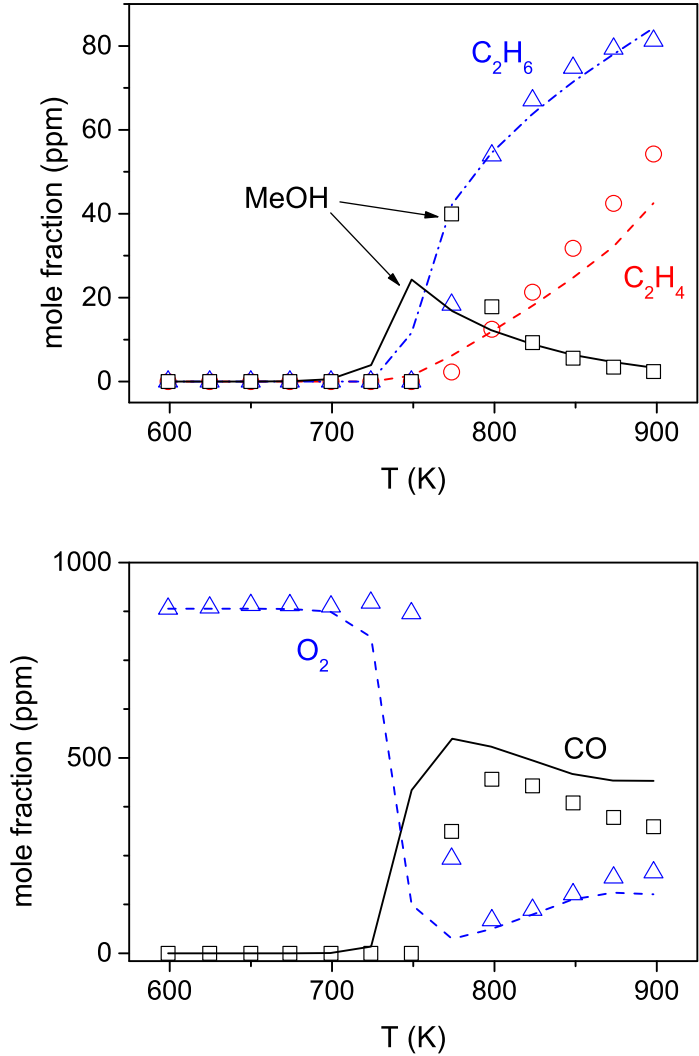 80
60
40
20
0
mole fraction (ppm)
C2H6
MeOH
C2H4
600 700 800 900
T (K)
1000
500
0
mole fraction (ppm)
O2
CO
600 700 800 900
T (K)